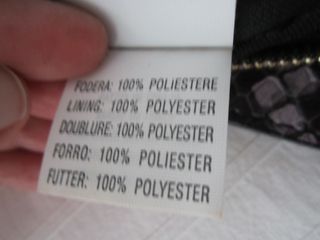 FODERA: 100% POLIESTERE
LINING: 100% POLYESTER
DOUBLURE: 100% POLYESTER
FORRO: 100% POLIESTER
FUTTER: 100% POLYESTER